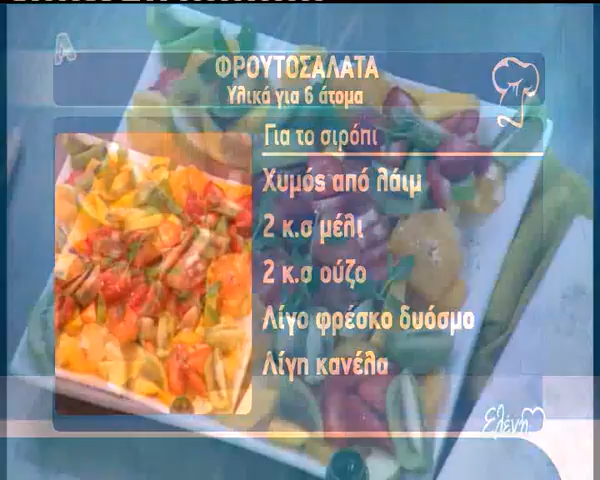 Α
ΦΡΟΥΤΟΣΑΛΑΤΑ
Υλικά για 6 άτομα
Για το σιρόπι
Χυμός από λάιμ
2 κ.σ μέλι
2 κ.σ ούζο
Λίγο φρέσκο δυόσμο
Λίγη κανέλα
Ελένη